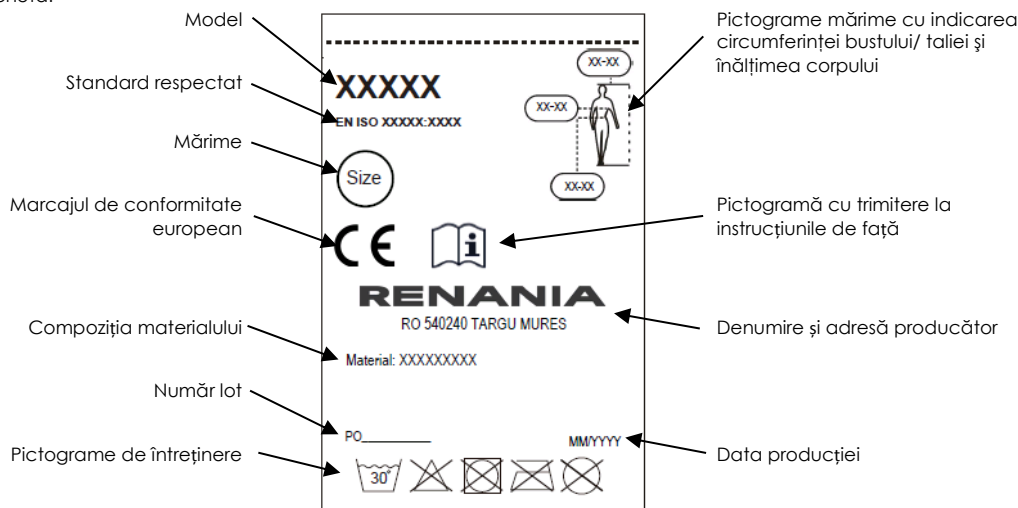 Model
Standard respectat
Mărime
Marcajul de conformitate
european
Compoziţia materialului
Număr lot
Pictograme de întreținere
XXXXX
EN ISO XXXXX:XXXX
Size
XX-XX
XX-XX
XX-XX
CE
i
RENANIA
RO 540240 TARGU MURES
Material: XXXXXXXXX
PO__________
MM/YYYY
30°
Pictograme mărime cu indicarea
circumferinței bustului/ taliei şi
înălțimea corpului
Pictogramă cu trimitere la
instrucțiunile de față
Denumire și adresă producător
Data producției